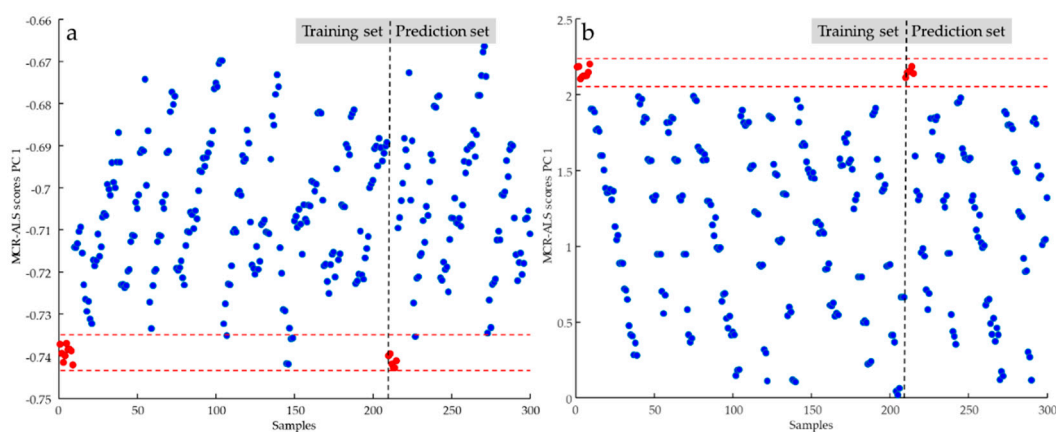 a
Training set Prediction set
MCR-ALS scores PC 1
-0.66
-0.67
-0.68
-0.69
-0.7
-0.71
-0.72
-0.73
-0.74
-0.75
0 50 100 150 200 250 300
Samples
b
Training set Prediction set
MCR-ALS scores PC 1
2.5
2
1.5
1
0.5
0
0 50 100 150 200 250 300
Samples